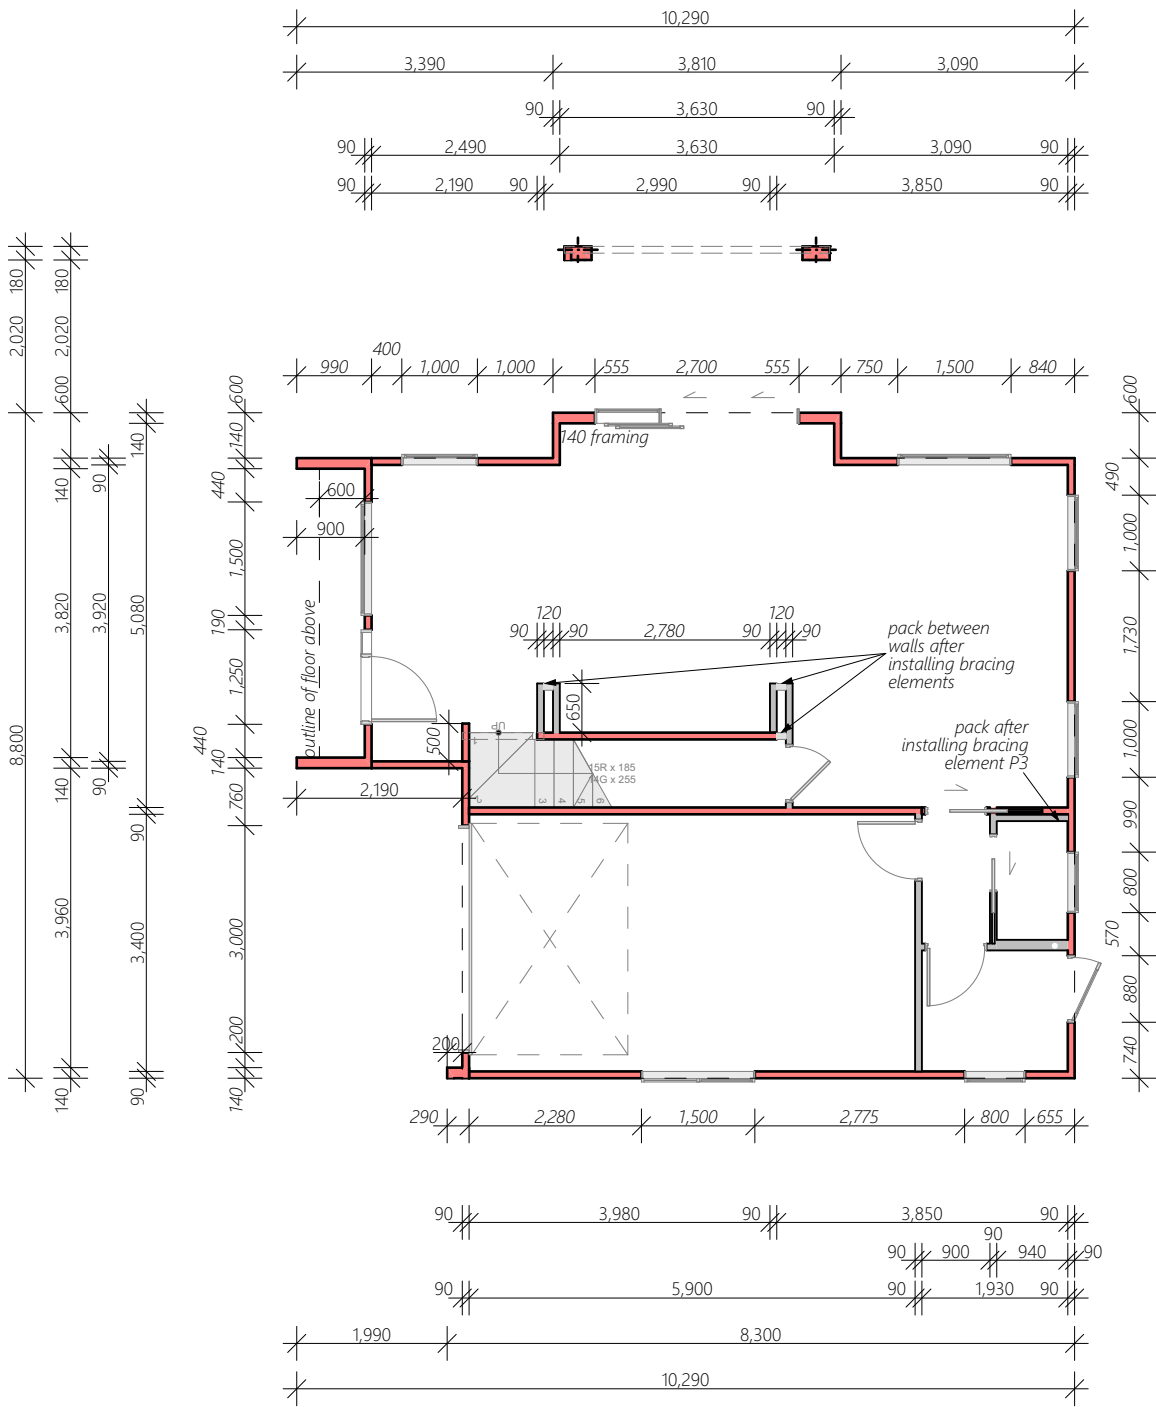 10,290
3,390 3,810 3,090
90 3,630 90
90 2,490 3,630 3,090 90
90 2,190 90 2,990 90 3,850 90
180 180
2,020 2,020
600
400
990 1,000 1,000 555 2,700 555 750 1,500 840
600 600
140 140
140 framing
140 90 440 490
600
900
1,500 1,000
8,800 3,820 3,920 5,080 190 1,250 440
outline of floor above
120 120
90 90 2,780 90 90
pack between
walls after
installing bracing
elements
1,730
650
500
UP
pack after
installing bracing
element P3
15R x 185
14G x 255
1 2 3 4 5 6
140 90 140 760 1,000
2,190
90 990
3,960 3,400 3,000 800
570
880
200 200
740
140 90 140
290 2,280 1,500 2,775 800 655
90 3,980 90 3,850 90
90
90 900 940 90
90 5,900 90 1,930 90
1,990 8,300
10,290